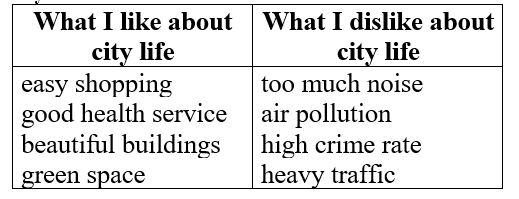 What I like about
city life
What I dislike about
city life
easy shopping
good health service
beautiful buildings
green space
too much noise
air pollution
high crime rate
heavy traffic